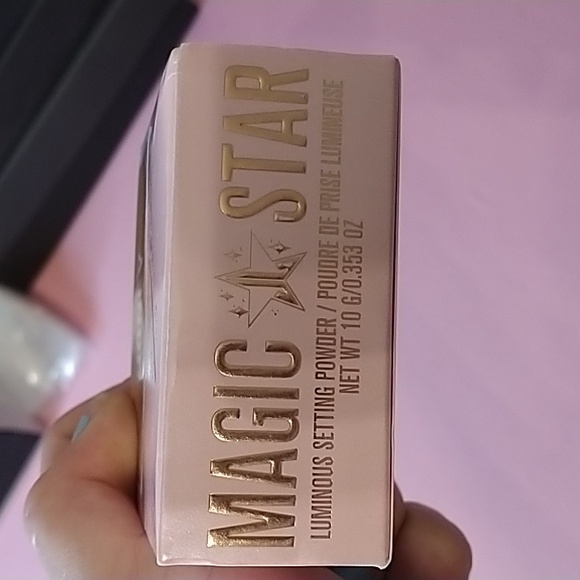 MAGIC STAR
LUMINOUS SETTING POWDER / POUDRE DE PRISE LUMINEUSE
NET WT 10 G/0.353 OZ